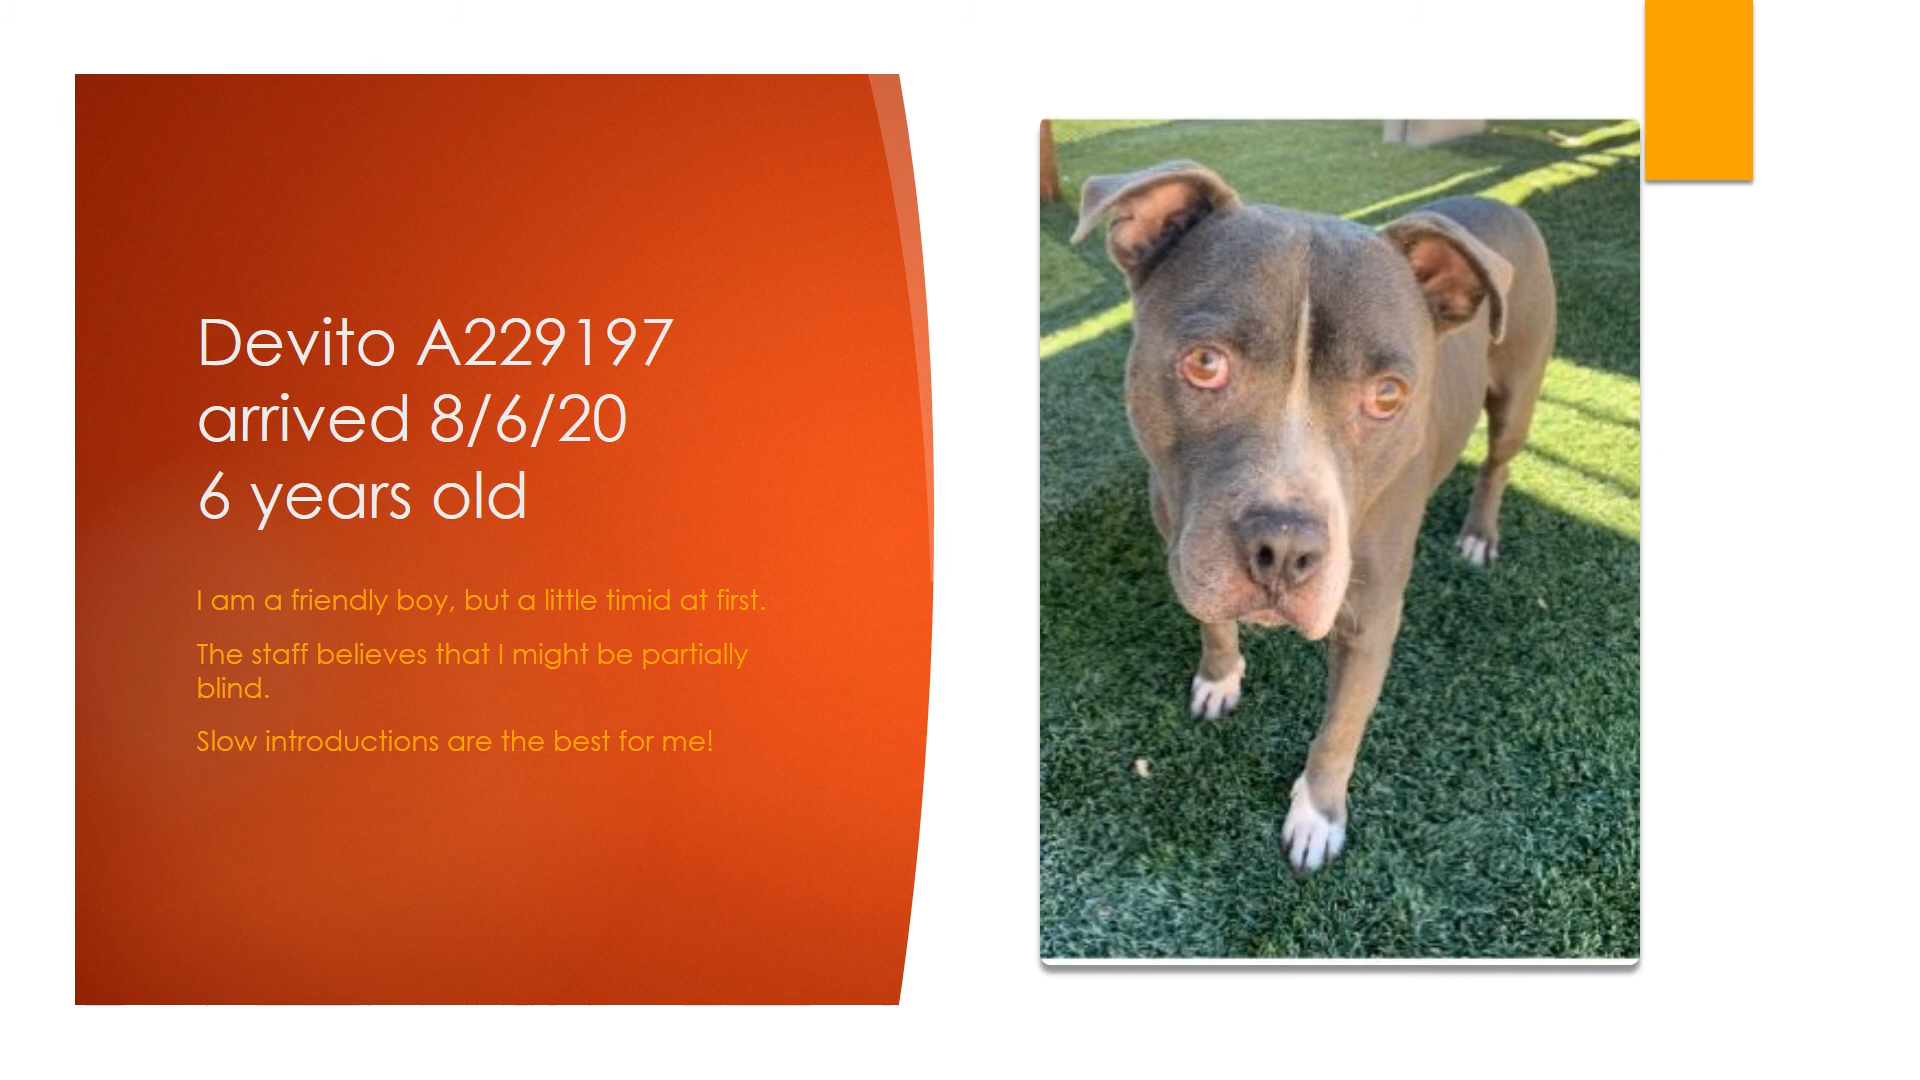 Devito A229197
arrived 8/6/20
6 years old
I am a friendly boy, but a little timid at first.
The staff believes that I might be partially
blind.
Slow introductions are the best for me!